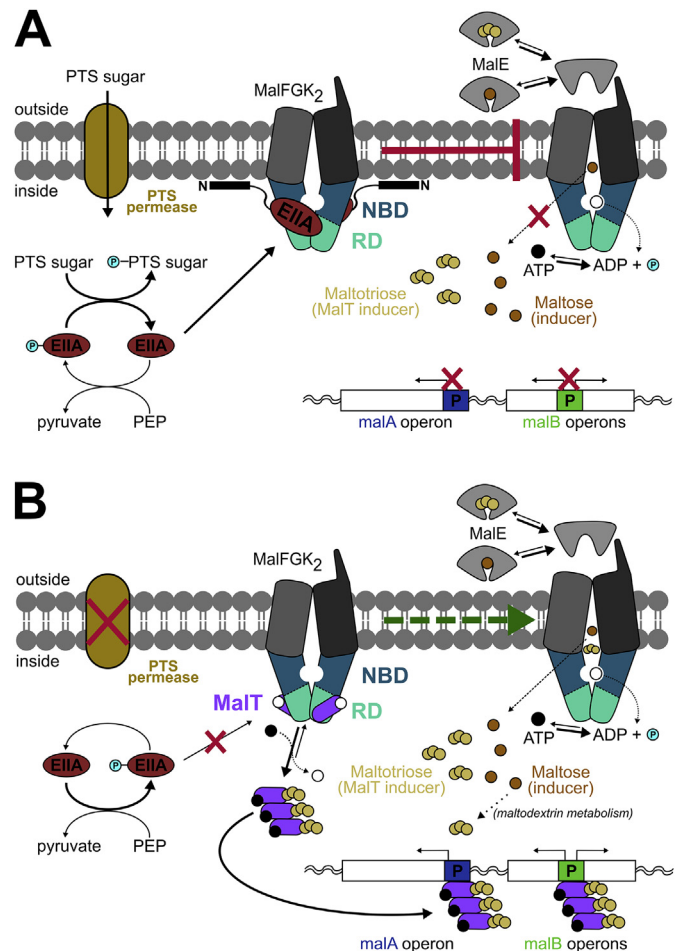 A
PTS sugar
MalFGK2
MalE
outside
inside
PTS
permease
N
N
EIIA
NBD
RD
PTS sugar
P
PTS sugar
P
EIIA
EIIA
pyruvate
PEP
Maltotriose
(MalT inducer)
Maltose
(inducer)
ATP
ADP +
P
P
P
malA operon
malB operons
B
MalFGK2
MalE
outside
inside
PTS
permease
NBD
MalT
RD
EIIA
P
EIIA
pyruvate
PEP
Maltotriose
(MalT inducer)
Maltose
(inducer)
ATP
ADP +
P
(maltodextrin metabolism)
P
P
malA operon
malB operons